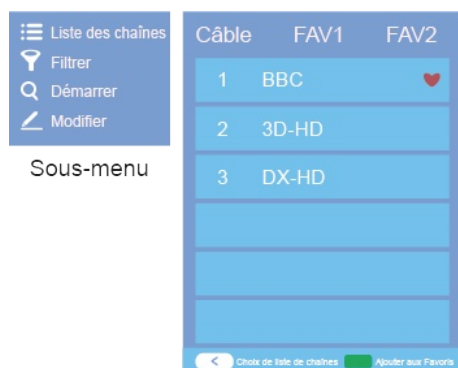 Liste des chaînes
Filtrer
Démarrer
Modifier
Sous-menu
Câble FAV1 FAV2
1 BBC
2 3D-HD
3 DX-HD
Choix de liste de chaînes Ajouter aux Favoris